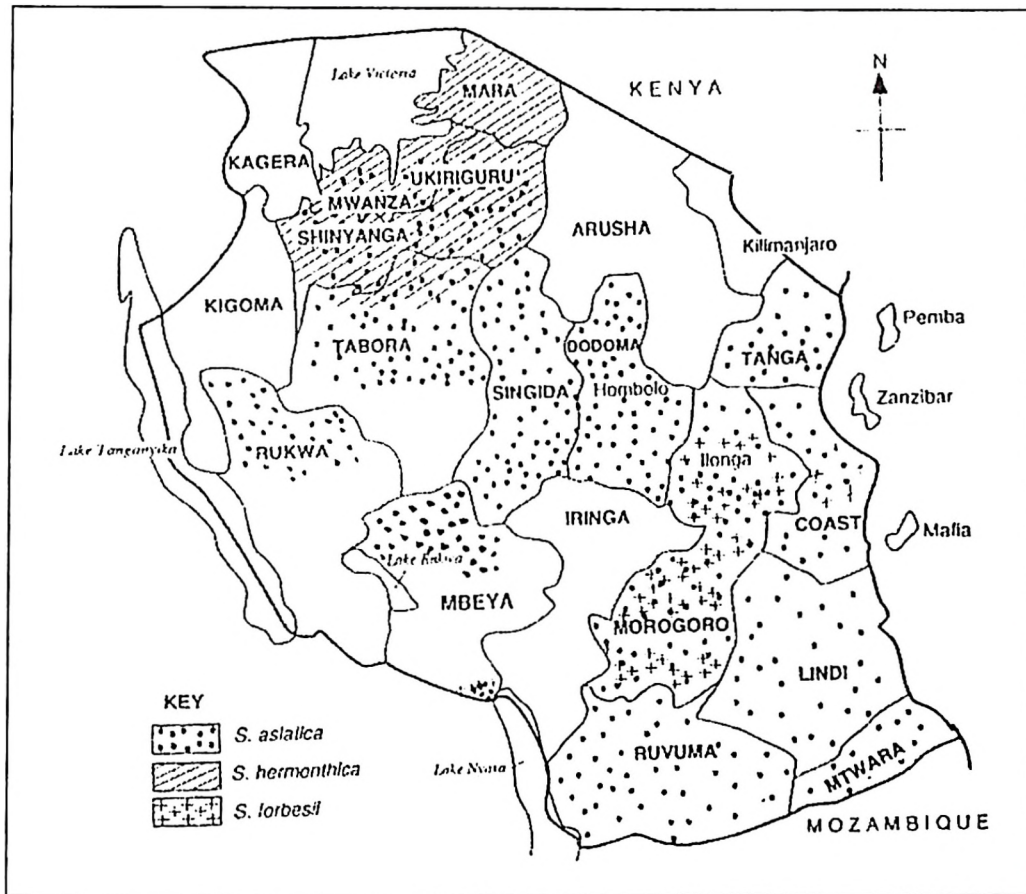 N
Lake Victoria
MARA
KENYA
KAGERA
UKIRIGURU
MWANZA
SHINYANGA
ARUSHA
Kilimanjaro
KIGOMA
Pemba
TABORA
DODOMA
TANGA
SINGIDA
Hombolo
Zanzibar
Lake Tanganyika
RUKWA
Ilonga
IRINGA
COAST
Mafia
Lake Rukwa
MBEYA
MOROGORO
LINDI
KEY
S. asiatica
S. hermonthica
S. forbesii
Lake Nyasa
RUVUMA
MTWARA
MOZAMBIQUE